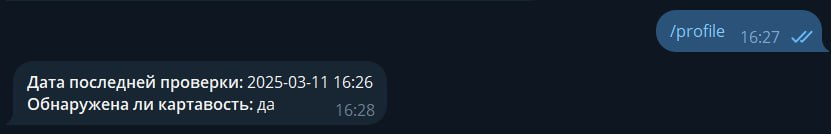 /profile 16:27
Дата последней проверки: 2025-03-11 16:26
Обнаружена ли картавость: да 16:28